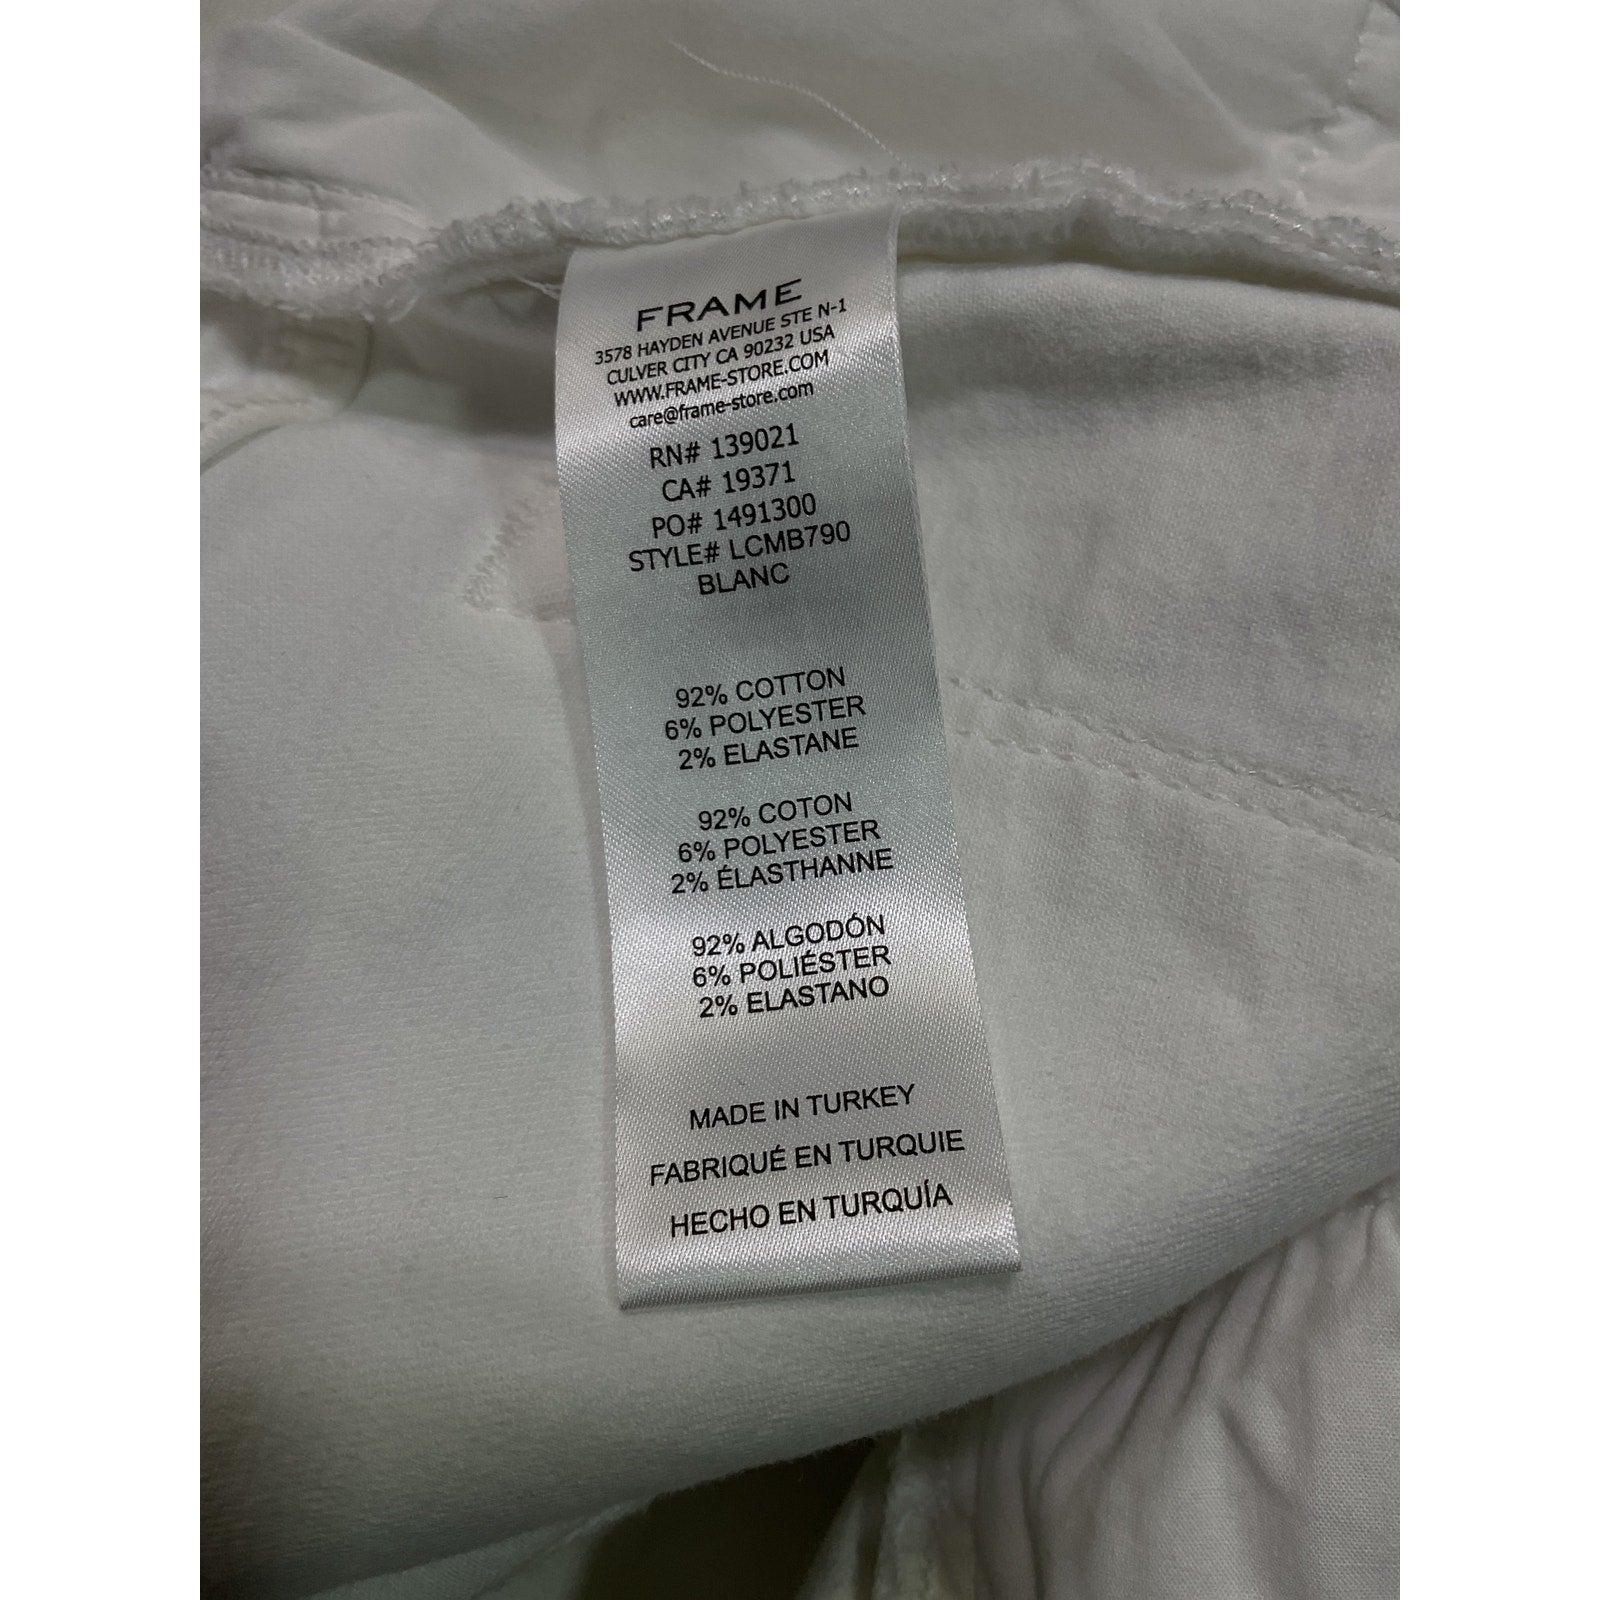 FRAME
3578 HAYDEN AVENUE STE N-1
CULVER CITY CA 90232 USA
WWW.FRAME-STORE.COM
care@frame-store.com
RN# 139021
CA# 19371
PO# 1491300
STYLE# LCMB790
BLANC
92% COTTON
6% POLYESTER
2% ELASTANE
92% COTON
6% POLYESTER
2% ÉLASTHANNE
92% ALGODÓN
6% POLIÉSTER
2% ELASTANO
MADE IN TURKEY
FABRIQUÉ EN TURQUIE
HECHO EN TURQUÍA